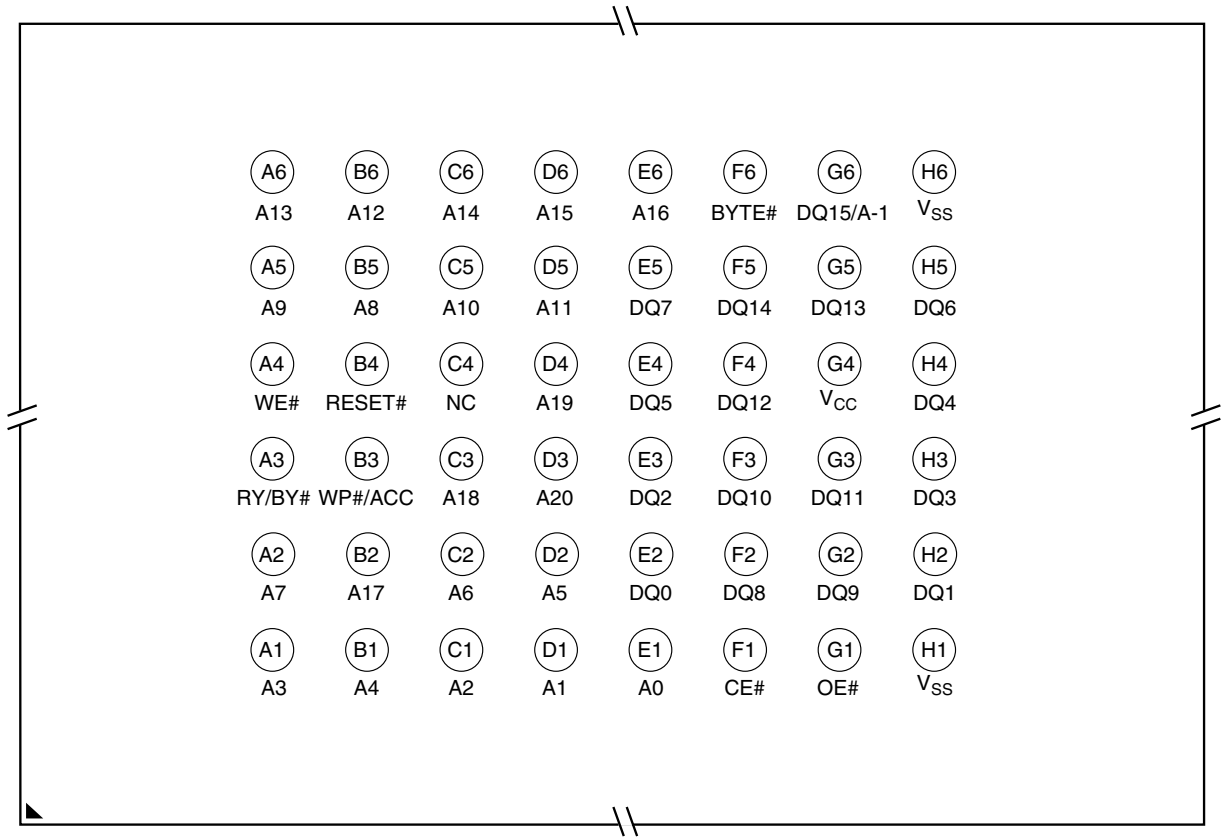 A6 B6 C6 D6 E6 F6 G6 H6
A13 A12 A14 A15 A16 BYTE# DQ15/A-1 VSS
A5 B5 C5 D5 E5 F5 G5 H5
A9 A8 A10 A11 DQ7 DQ14 DQ13 DQ6
A4 B4 C4 D4 E4 F4 G4 H4
WE# RESET# NC A19 DQ5 DQ12 VCC DQ4
A3 B3 C3 D3 E3 F3 G3 H3
RY/BY# WP#/ACC A18 A20 DQ2 DQ10 DQ11 DQ3
A2 B2 C2 D2 E2 F2 G2 H2
A7 A17 A6 A5 DQ0 DQ8 DQ9 DQ1
A1 B1 C1 D1 E1 F1 G1 H1
A3 A4 A2 A1 A0 CE# OE# VSS